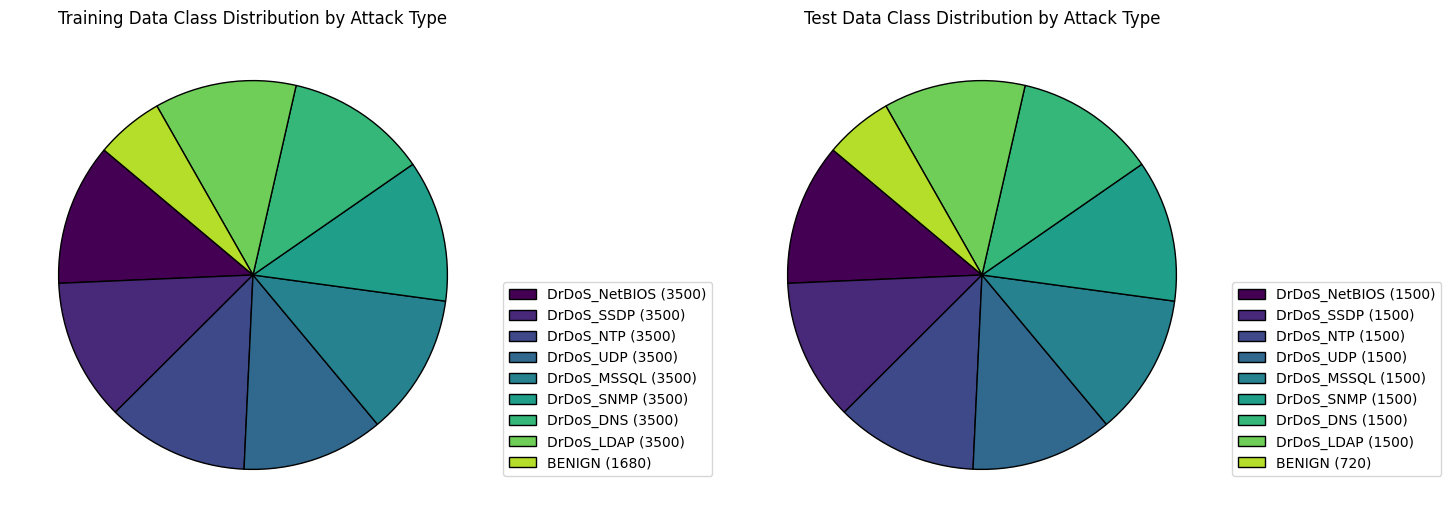 Training Data Class Distribution by Attack Type
DrDoS_NetBIOS (3500)
DrDoS_SSDP (3500)
DrDoS_NTP (3500)
DrDoS_UDP (3500)
DrDoS_MSSQL (3500)
DrDoS_SNMP (3500)
DrDoS_DNS (3500)
DrDoS_LDAP (3500)
BENIGN (1680)
Test Data Class Distribution by Attack Type
DrDoS_NetBIOS (1500)
DrDoS_SSDP (1500)
DrDoS_NTP (1500)
DrDoS_UDP (1500)
DrDoS_MSSQL (1500)
DrDoS_SNMP (1500)
DrDoS_DNS (1500)
DrDoS_LDAP (1500)
BENIGN (720)